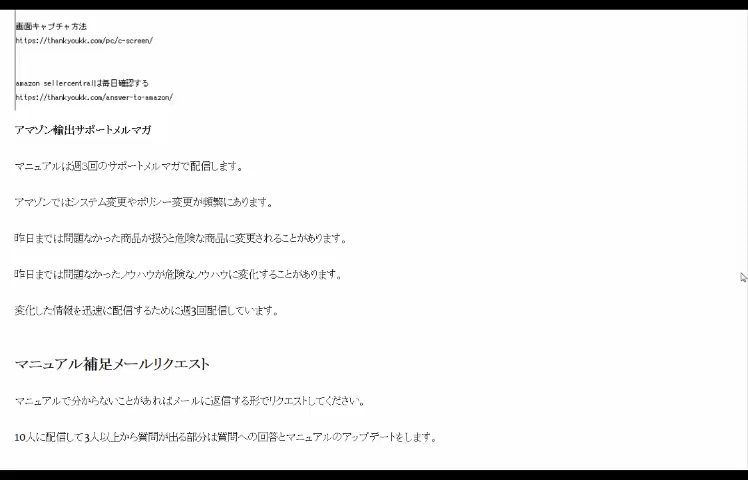 画面キャプチャ方法
https://thankyoukk.com/pc/c-screen/
amazon sellercentralは毎日確認する
https://thankyoukk.com/answer-to-amazon/
アマゾン輸出サポートメルマガ
マニュアルは週3回のサポートメルマガで配信します。
アマゾンではシステム変更やポリシー変更が頻繁にあります。
昨日までは問題なかった商品が扱うと危険な商品に変更されることがあります。
昨日までは問題なかったノウハウが危険なノウハウに変化することがあります。
変化した情報を迅速に配信するために週3回配信しています。
マニュアル補足メールリクエスト
マニュアルで分からないことがあればメールに返信する形でリクエストしてください。
10人に配信して3人以上から質問が出る部分は質問への回答とマニュアルのアップデートをします。